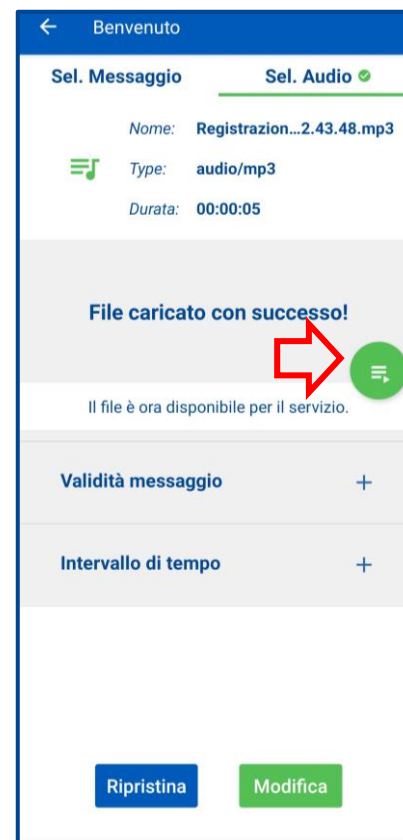 Benvenuto
Sel. Messaggio Sel. Audio
Nome: Registrazion...2.43.48.mp3
Type: audio/mp3
Durata: 00:00:05
File caricato con successo!
Il file è ora disponibile per il servizio.
Validità messaggio +
Intervallo di tempo +
Ripristina Modifica